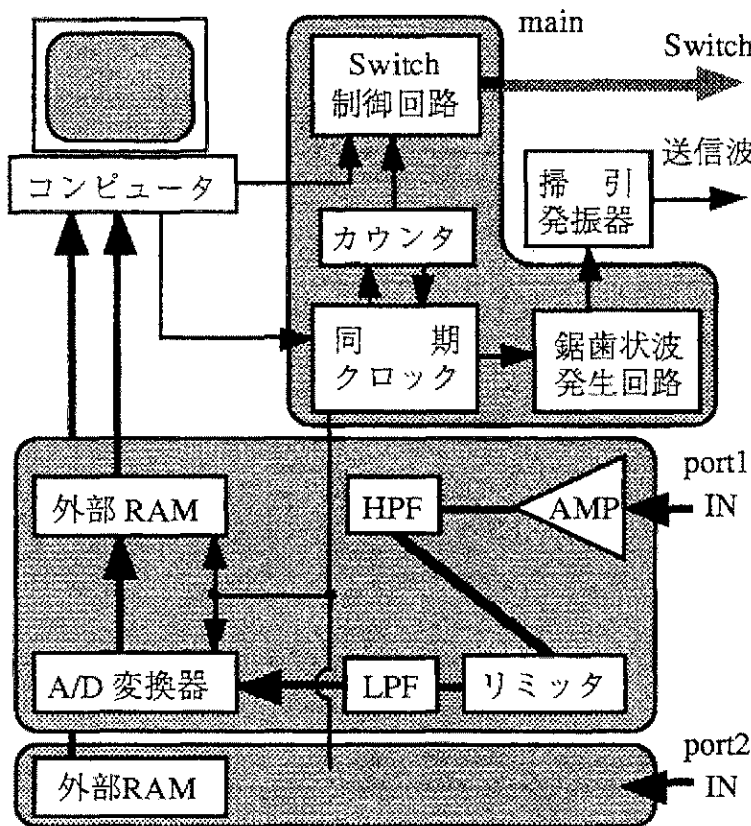 main
Switch
Switch
制御回路
送信波
掃 引
発振器
コンピュータ
カウンタ
同 期
クロック
鋸歯状波
発生回路
port1
IN
外部 RAM
HPF
AMP
A/D 変換器
LPF
リミッタ
port2
IN
外部RAM